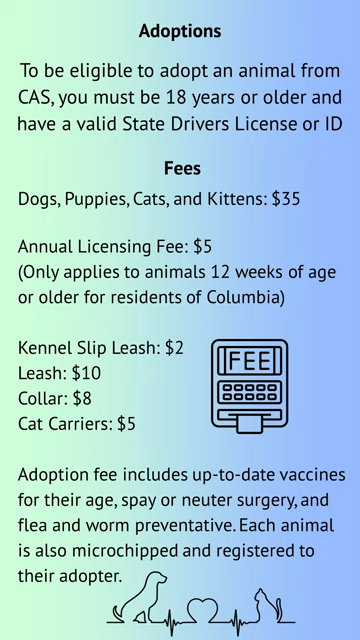 Adoptions
To be eligible to adopt an animal from
CAS, you must be 18 years or older and
have a valid State Drivers License or ID
Fees
Dogs, Puppies, Cats, and Kittens: $35
Annual Licensing Fee: $5
(Only applies to animals 12 weeks of age
or older for residents of Columbia)
Kennel Slip Leash: $2
Leash: $10
Collar: $8
Cat Carriers: $5
FEE
Adoption fee includes up-to-date vaccines
for their age, spay or neuter surgery, and
flea and worm preventative. Each animal
is also microchipped and registered to
their adopter.